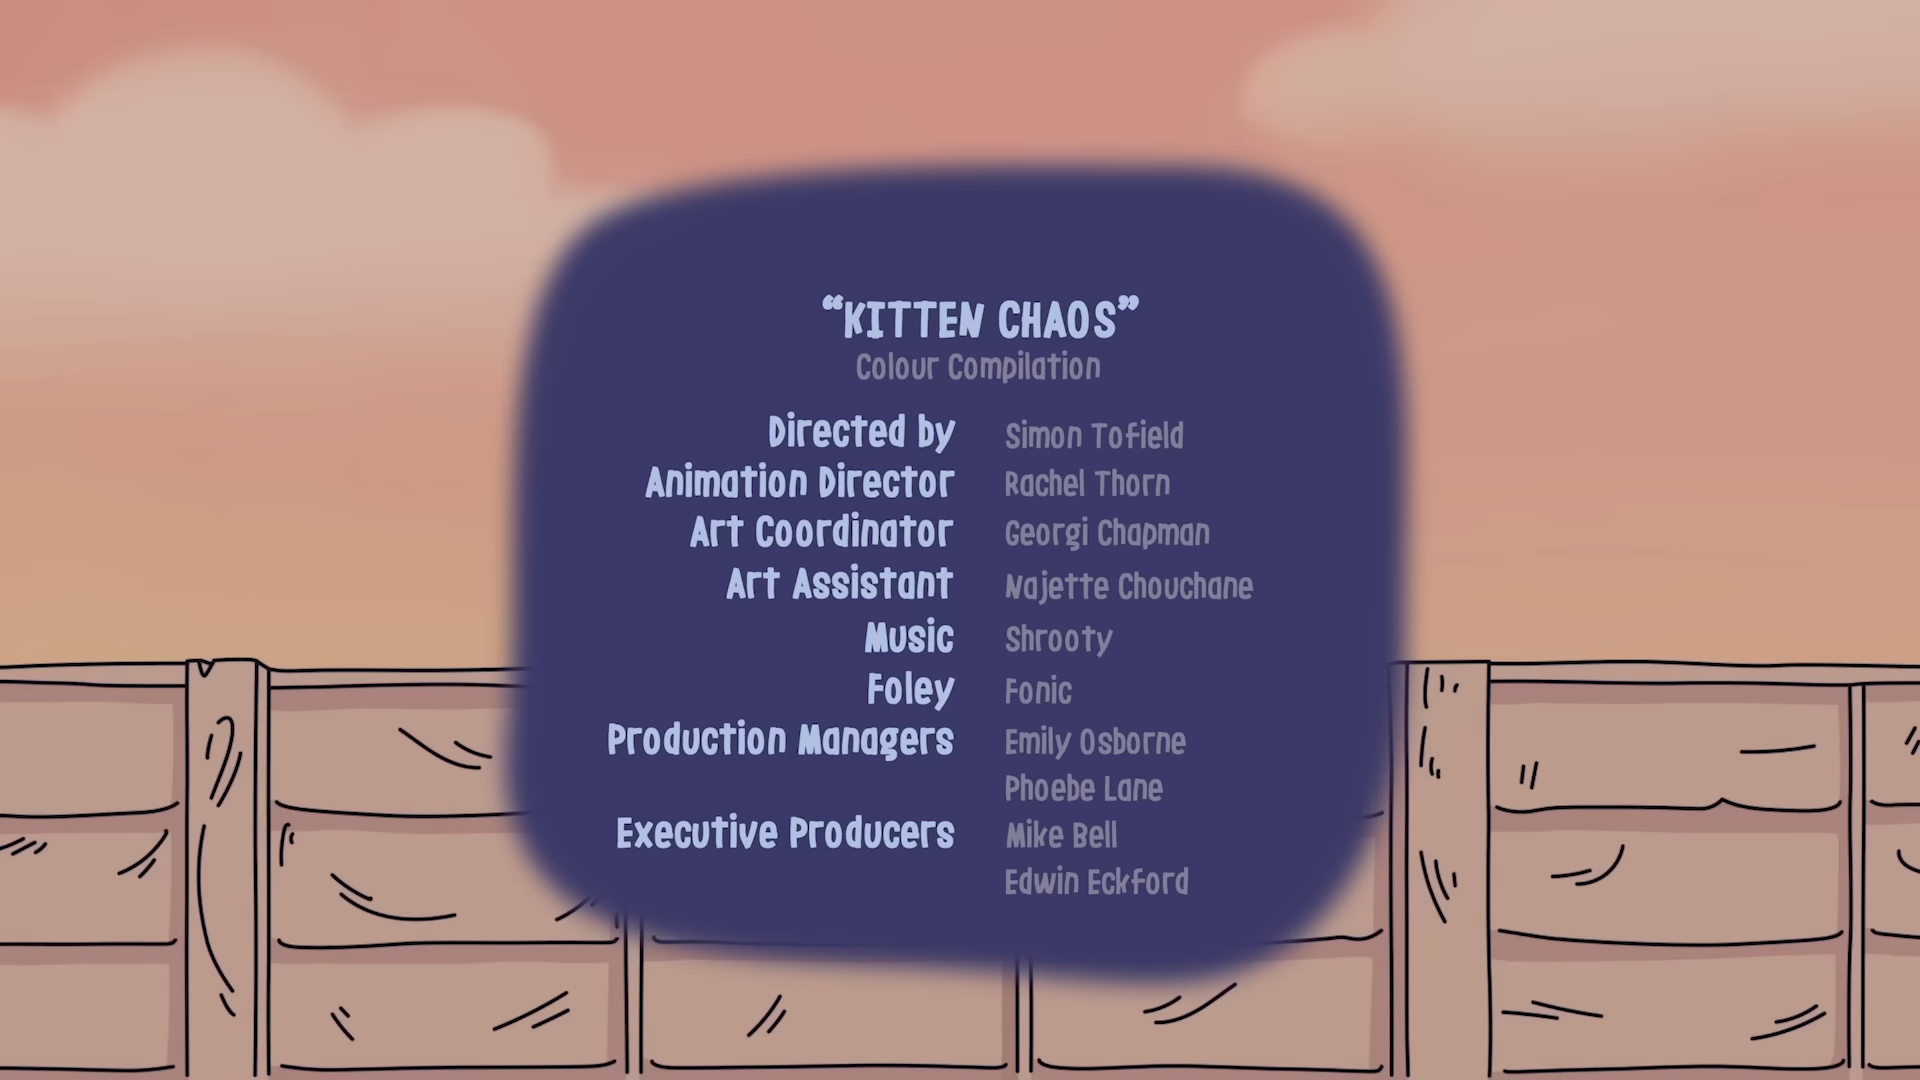 “KITTEN CHAOS”
Colour Compilation
Directed by Simon Tofield
Animation Director Rachel Thorn
Art Coordinator Georgi Chapman
Art Assistant Najette Chouchane
Music Shrooty
Foley Fonic
Production Managers Emily Osborne
Phoebe Lane
Executive Producers Mike Bell
Edwin Eckford